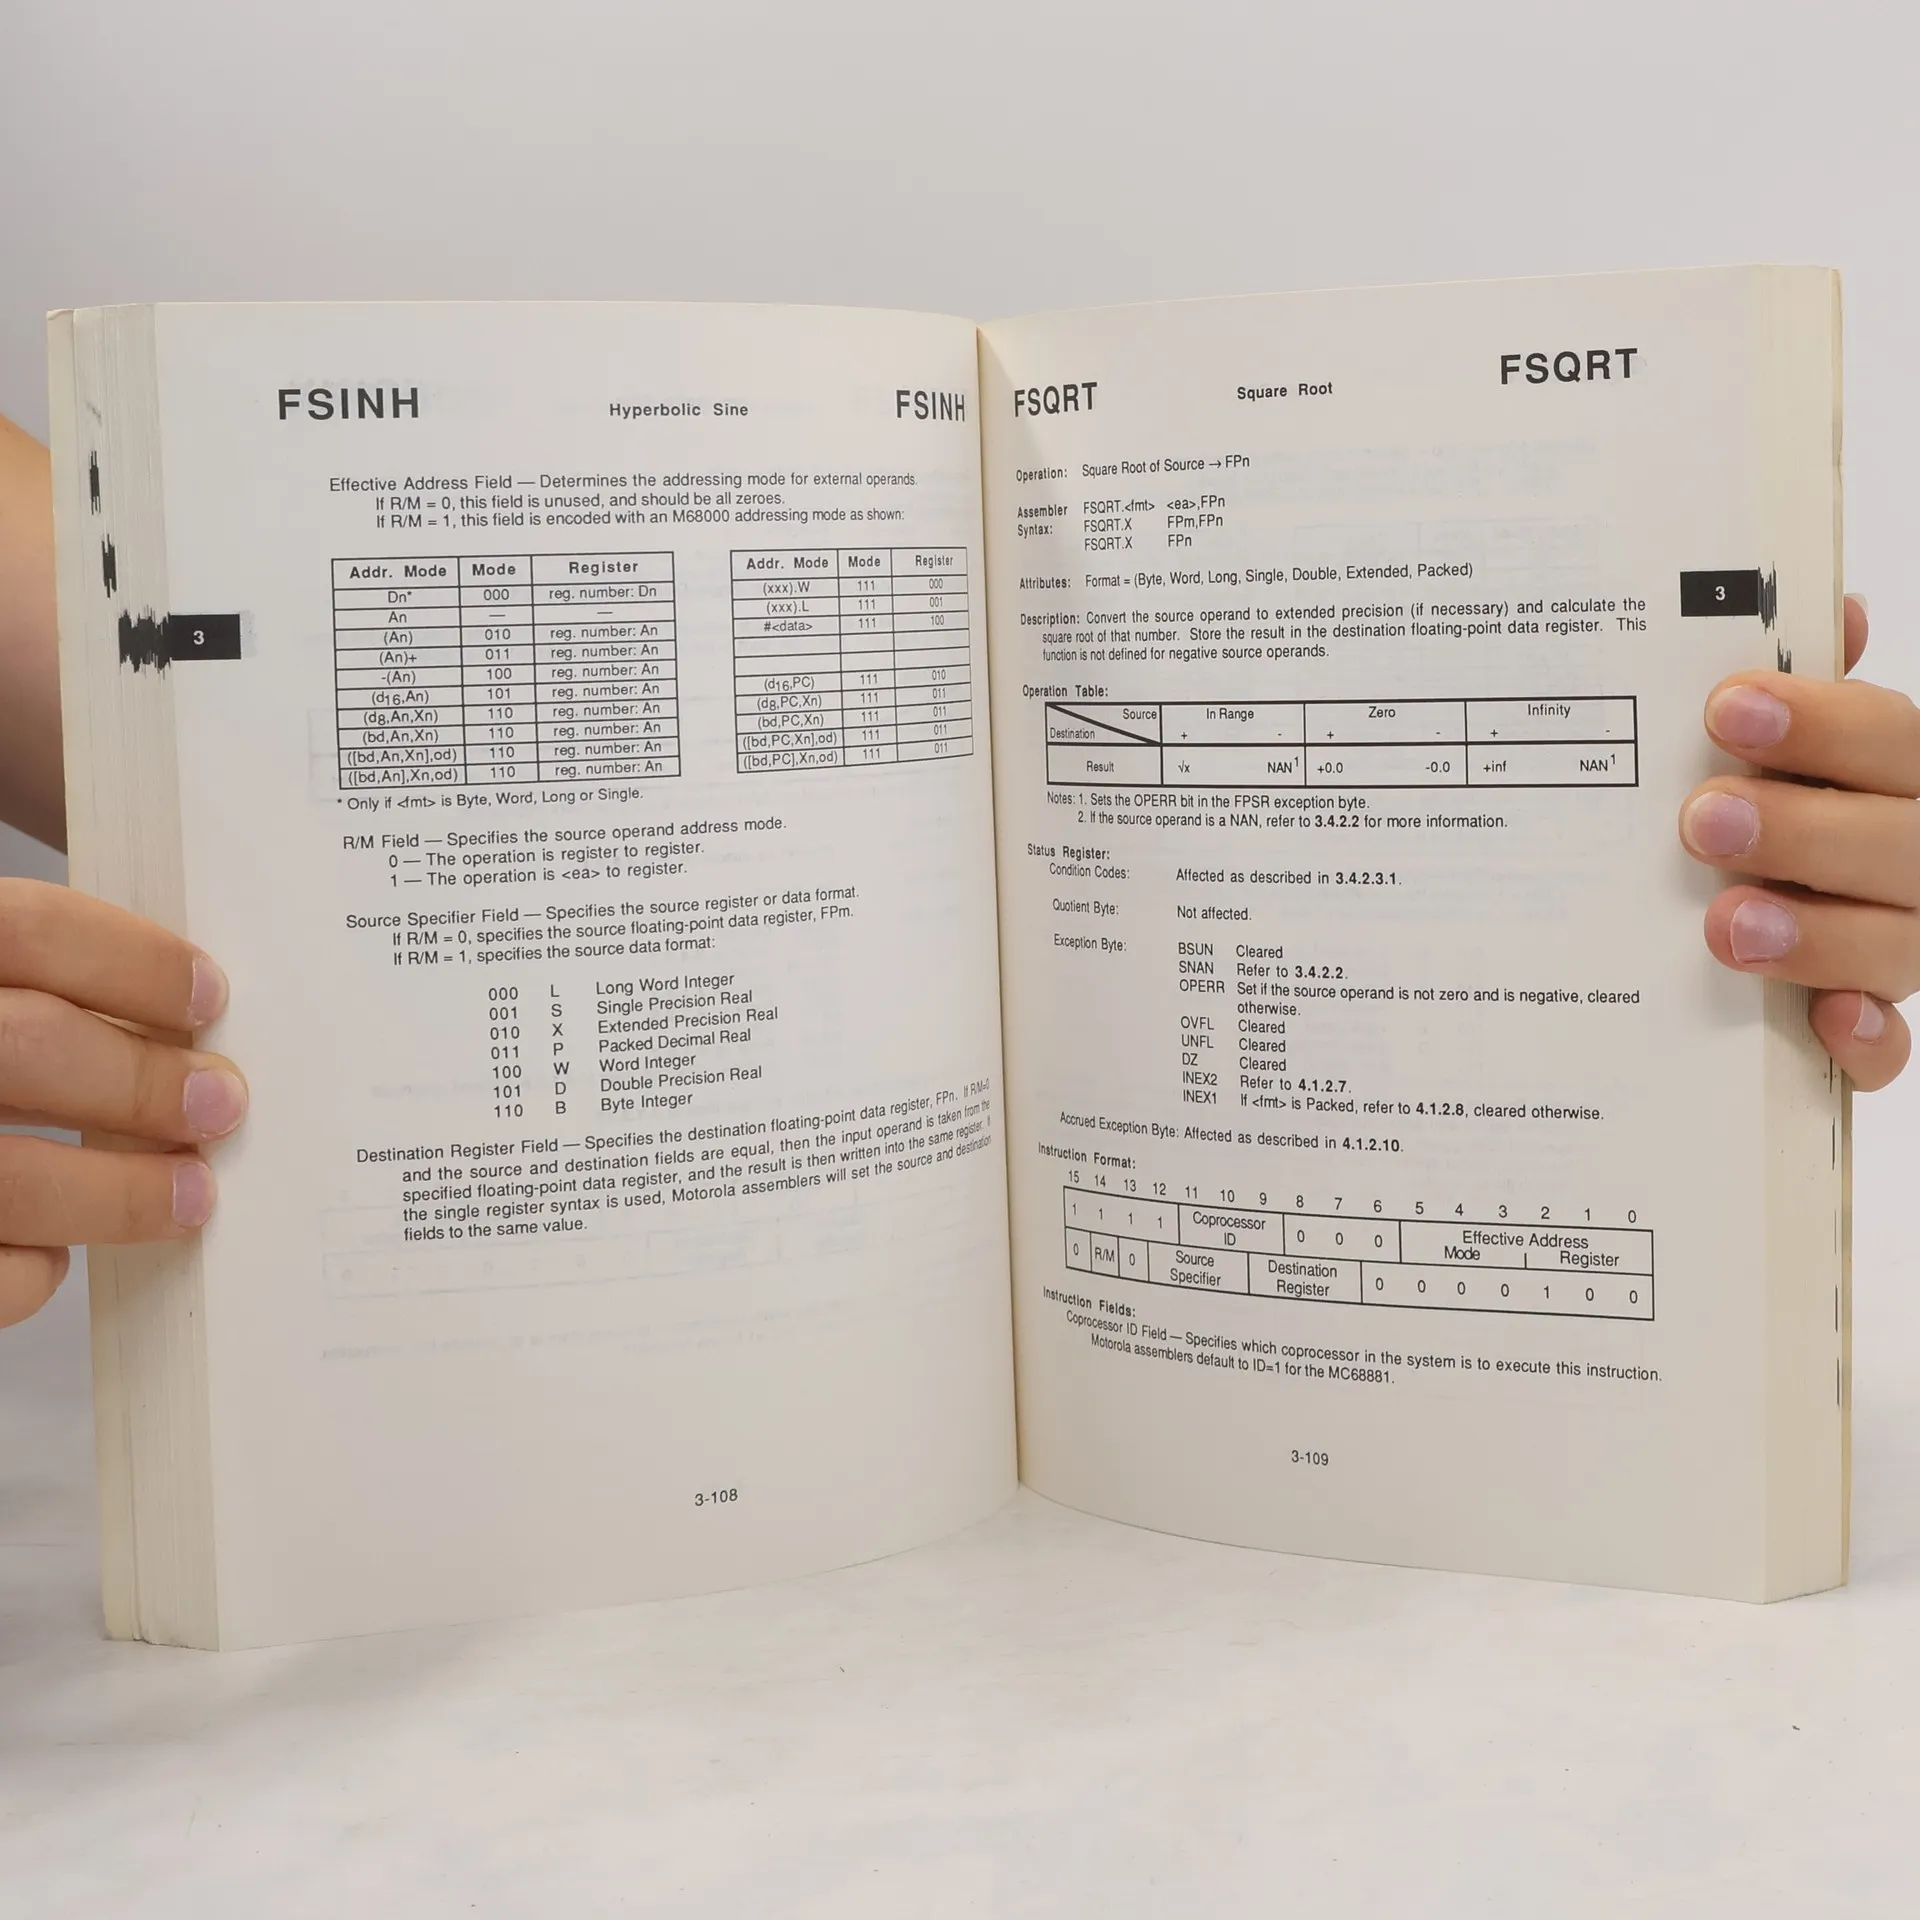 FSINH Hyperbolic Sine FSINH
Effective Address Field — Determines the addressing mode for external operands.
If R/M = 0, this field is unused, and should be all zeroes.
If R/M = 1, this field is encoded with an M68000 addressing mode as shown:
Addr. Mode Mode Register
Dn* 000 reg. number: Dn
An — —
(An) 010 reg. number: An
(An)+ 011 reg. number: An
-(An) 100 reg. number: An
(d16,An) 101 reg. number: An
(d8,An,Xn) 110 reg. number: An
(bd,An,Xn) 110 reg. number: An
([bd,An,Xn],od) 110 reg. number: An
([bd,An],Xn,od) 110 reg. number: An
Addr. Mode Mode Register
(xxx).W 111 000
(xxx).L 111 001
#<data> 111 100
(d16,PC) 111 010
(d8,PC,Xn) 111 011
(bd,PC,Xn) 111 011
([bd,PC,Xn],od) 111 011
([bd,PC],Xn,od) 111 011
* Only if <fmt> is Byte, Word, Long or Single.
3
R/M Field — Specifies the source operand address mode.
0 — The operation is register to register.
1 — The operation is <ea> to register.
Source Specifier Field — Specifies the source register or data format.
If R/M = 0, specifies the source floating-point data register, FPm.
If R/M = 1, specifies the source data format:
000 L Long Word Integer
001 S Single Precision Real
010 X Extended Precision Real
011 P Packed Decimal Real
100 W Word Integer
101 D Double Precision Real
110 B Byte Integer
Destination Register Field — Specifies the destination floating-point data register, FPn. If R/M=0
and the source and destination fields are equal, then the input operand is taken from the
specified floating-point data register, and the result is then written into the same register. If
the single register syntax is used, Motorola assemblers will set the source and destination
fields to the same value.
3-108
FSQRT Square Root FSQRT
Operation: Square Root of Source → FPn
Assembler FSQRT.<fmt> <ea>,FPn
Syntax: FSQRT.X FPm,FPn
FSQRT.X FPn
Attributes: Format = (Byte, Word, Long, Single, Double, Extended, Packed)
Description: Convert the source operand to extended precision (if necessary) and calculate the
square root of that number. Store the result in the destination floating-point data register. This
function is not defined for negative source operands.
3
Operation Table:
Source In Range Zero Infinity
Destination + - + - + -
Result √x NAN1 +0.0 -0.0 +inf NAN1
Notes: 1. Sets the OPERR bit in the FPSR exception byte.
2. If the source operand is a NAN, refer to 3.4.2.2 for more information.
Status Register:
Condition Codes: Affected as described in 3.4.2.3.1.
Quotient Byte: Not affected.
Exception Byte: BSUN Cleared
SNAN Refer to 3.4.2.2.
OPERR Set if the source operand is not zero and is negative, cleared
otherwise.
OVFL Cleared
UNFL Cleared
DZ Cleared
INEX2 Refer to 4.1.2.7.
INEX1 If <fmt> is Packed, refer to 4.1.2.8, cleared otherwise.
Accrued Exception Byte: Affected as described in 4.1.2.10.
Instruction Format:
15 14 13 12 11 10 9 8 7 6 5 4 3 2 1 0
1 1 1 1 Coprocessor ID 0 0 0 Effective Address
Mode Register
0 R/M 0 Source Specifier Destination Register 0 0 0 0 1 0 0
Instruction Fields:
Coprocessor ID Field — Specifies which coprocessor in the system is to execute this instruction.
Motorola assemblers default to ID=1 for the MC68881.
3-109